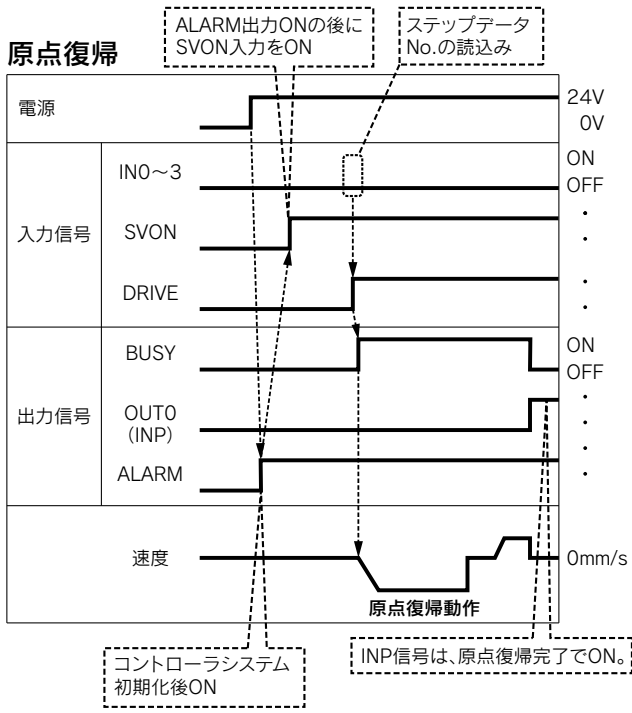 ALARM出力ONの後に
SVON入力をON
ステップデータ
No.の読込み
原点復帰
電源
24V
0V
入力信号
IN0～3
ON
OFF
SVON
DRIVE
出力信号
BUSY
ON
OFF
OUT0
(INP)
ALARM
速度
0mm/s
原点復帰動作
コントローラシステム
初期化後ON
INP信号は、原点復帰完了でON。